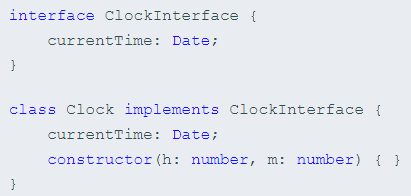 interface ClockInterface {
    currentTime: Date;
}
class Clock implements ClockInterface {
    currentTime: Date;
    constructor(h: number, m: number) { }
}